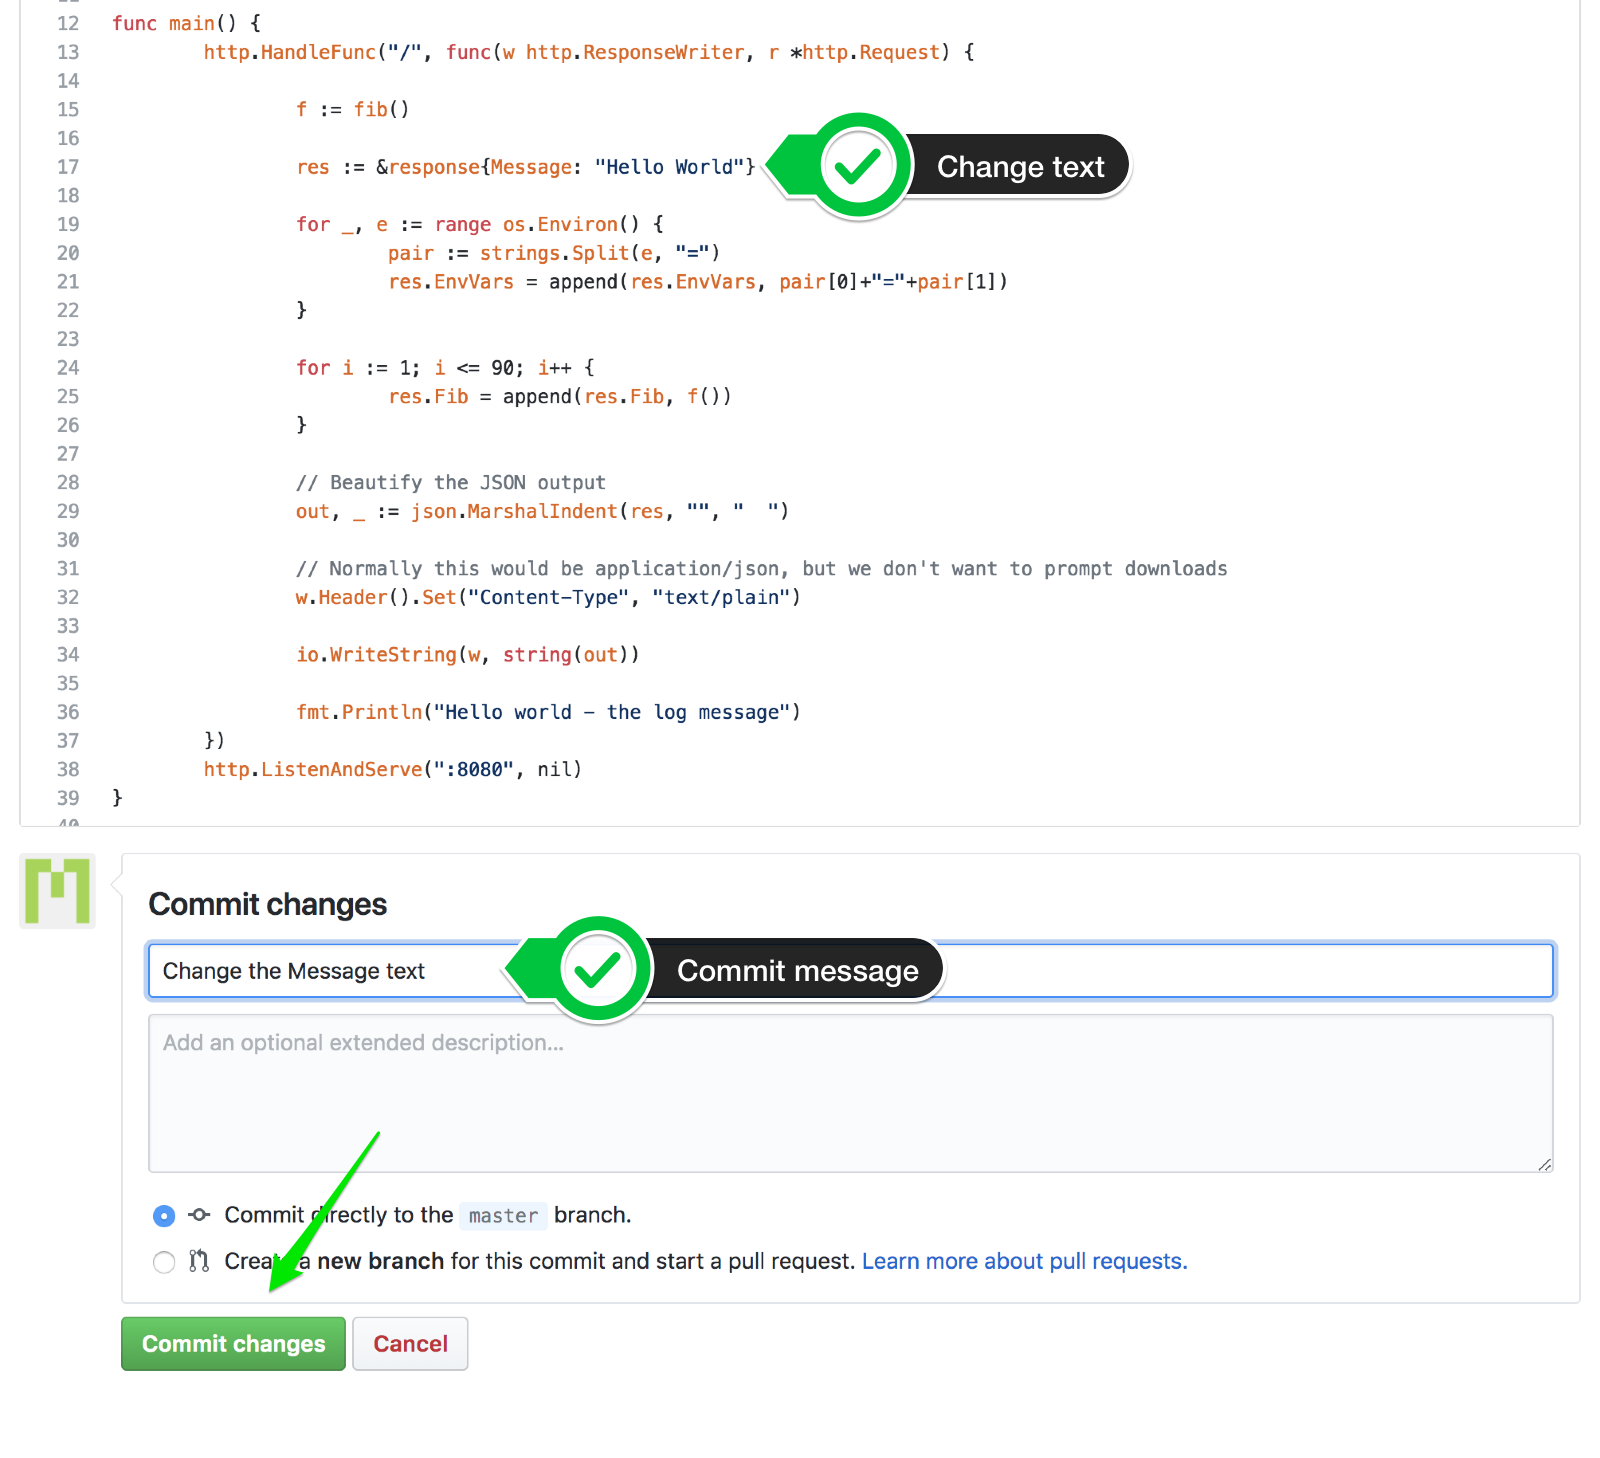 12 func main() {
13 http.HandleFunc("/", func(w http.ResponseWriter, r *http.Request) {
14
15 f := fib()
16
17 res := &response{Message: "Hello World"} Change text
18
19 for _, e := range os.Environ() {
20 pair := strings.Split(e, "=")
21 res.EnvVars = append(res.EnvVars, pair[0]+"="+pair[1])
22 }
23
24 for i := 1; i <= 90; i++ {
25 res.Fib = append(res.Fib, f())
26 }
27
28 // Beautify the JSON output
29 out, _ := json.MarshalIndent(res, "", "  ")
30
31 // Normally this would be application/json, but we don't want to prompt downloads
32 w.Header().Set("Content-Type", "text/plain")
33
34 io.WriteString(w, string(out))
35
36 fmt.Println("Hello world - the log message")
37 })
38 http.ListenAndServe(":8080", nil)
39 }
40
Commit changes
Change the Message text Commit message
Add an optional extended description...
Commit directly to the master branch.
Create a new branch for this commit and start a pull request. Learn more about pull requests.
Commit changes Cancel